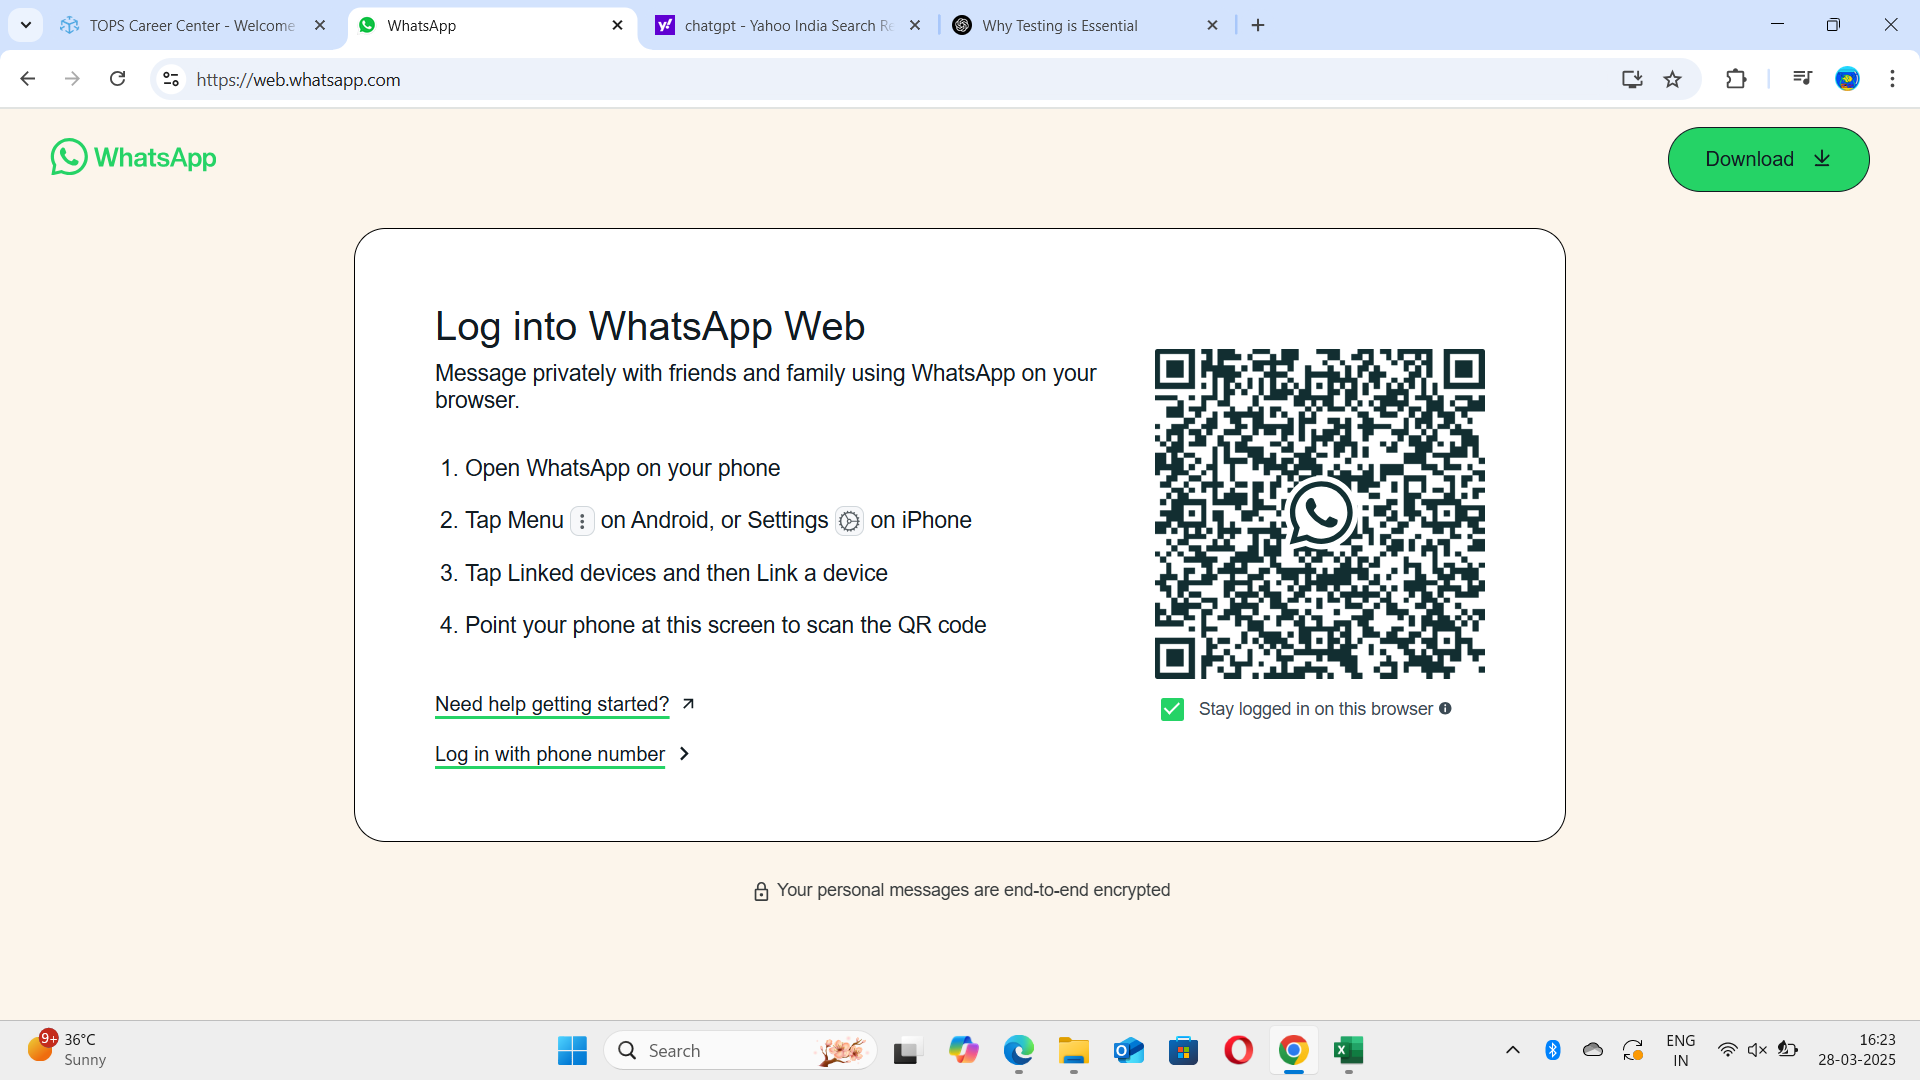 TOPS Career Center - Welcome
WhatsApp
chatgpt - Yahoo India Search Re
Why Testing is Essential
https://web.whatsapp.com
WhatsApp
Download
Log into WhatsApp Web
Message privately with friends and family using WhatsApp on your
browser.
1. Open WhatsApp on your phone
2. Tap Menu on Android, or Settings on iPhone
3. Tap Linked devices and then Link a device
4. Point your phone at this screen to scan the QR code
Need help getting started?
Log in with phone number
Stay logged in on this browser
Your personal messages are end-to-end encrypted
9+
36°C
Sunny
Search
ENG
IN
16:23
28-03-2025